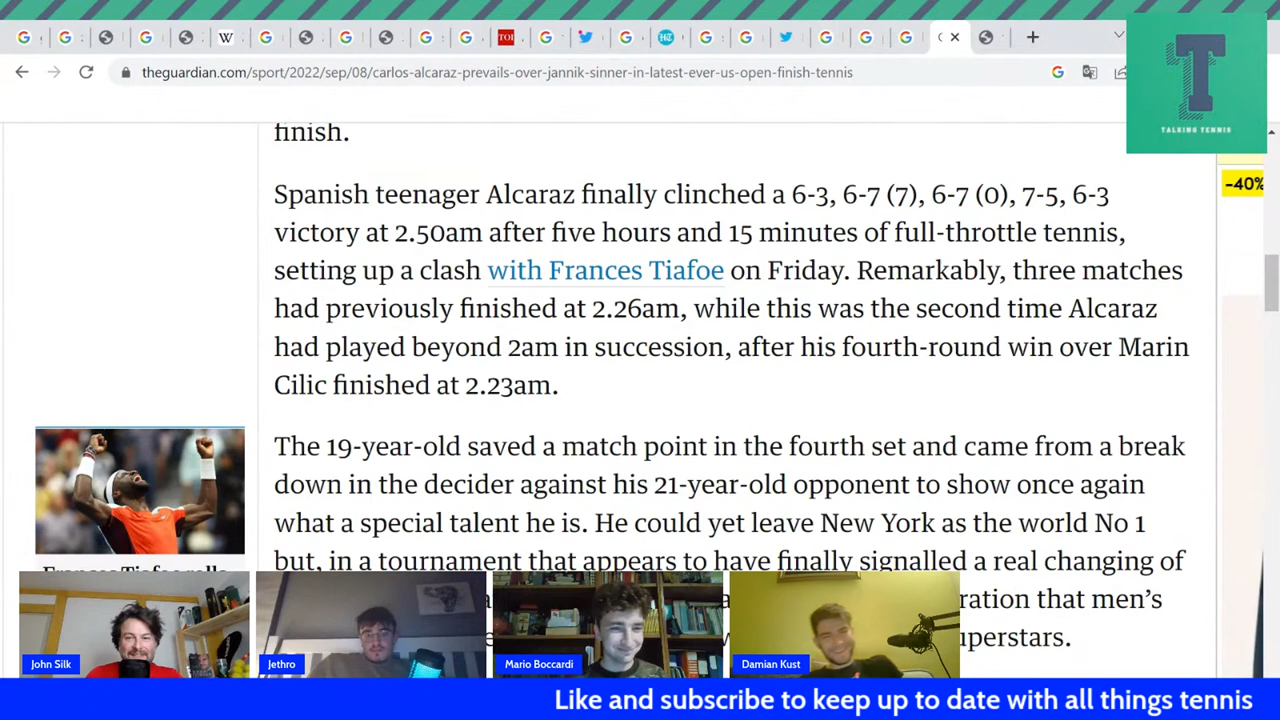 theguardian.com/sport/2022/sep/08/carlos-alcaraz-prevails-over-jannik-sinner-in-latest-ever-us-open-finish-tennis
T
TALKING TENNIS
finish.
Spanish teenager Alcaraz finally clinched a 6-3, 6-7 (7), 6-7 (0), 7-5, 6-3
victory at 2.50am after five hours and 15 minutes of full-throttle tennis,
setting up a clash with Frances Tiafoe on Friday. Remarkably, three matches
had previously finished at 2.26am, while this was the second time Alcaraz
had played beyond 2am in succession, after his fourth-round win over Marin
Cilic finished at 2.23am.
-40%
The 19-year-old saved a match point in the fourth set and came from a break
down in the decider against his 21-year-old opponent to show once again
what a special talent he is. He could yet leave New York as the world No 1
but, in a tournament that appears to have finally signalled a real changing of
that men's
John Silk
Jethro
Mario Boccardi
Damian Kust
Like and subscribe to keep up to date with all things tennis